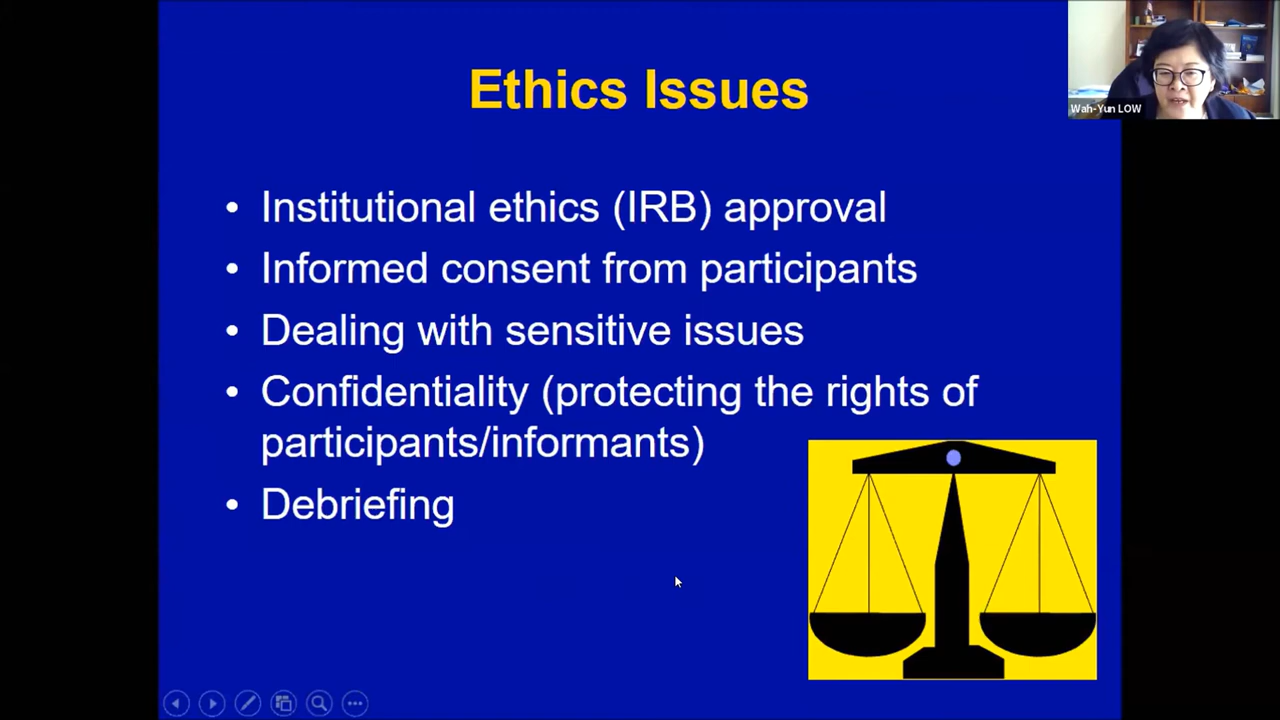 Ethics Issues
Wah-Yun LOW
• Institutional ethics (IRB) approval
• Informed consent from participants
• Dealing with sensitive issues
• Confidentiality (protecting the rights of
participants/informants)
• Debriefing